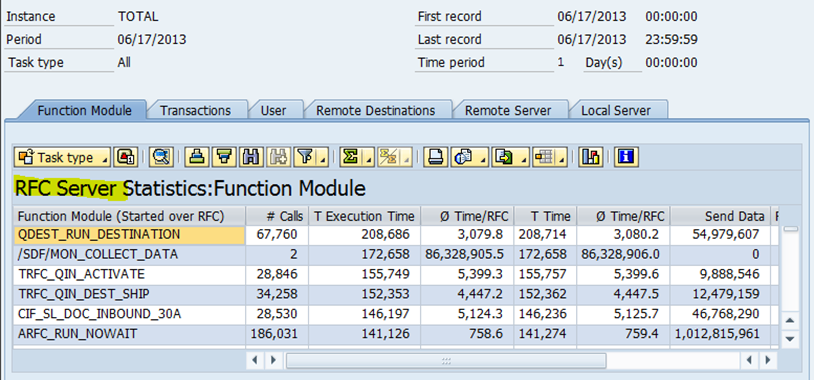 Instance TOTAL First record 06/17/2013 00:00:00
Period 06/17/2013 Last record 06/17/2013 23:59:59
Task type All Time period 1 Day(s) 00:00:00
Function Module Transactions User Remote Destinations Remote Server Local Server
Task type
RFC Server Statistics:Function Module
Function Module (Started over RFC) # Calls T Execution Time Ø Time/RFC T Time Ø Time/RFC Send Data
QDEST_RUN_DESTINATION 67,760 208,686 3,079.8 208,714 3,080.2 54,979,607
/SDF/MON_COLLECT_DATA 2 172,658 86,328,905.5 172,658 86,328,906.0 0
TRFC_QIN_ACTIVATE 28,846 155,749 5,399.3 155,757 5,399.6 9,888,546
TRFC_QIN_DEST_SHIP 34,258 152,353 4,447.2 152,362 4,447.5 12,479,159
CIF_SL_DOC_INBOUND_30A 28,530 146,197 5,124.3 146,236 5,125.7 46,768,290
ARFC_RUN_NOWAIT 186,031 141,126 758.6 141,274 759.4 1,012,815,961